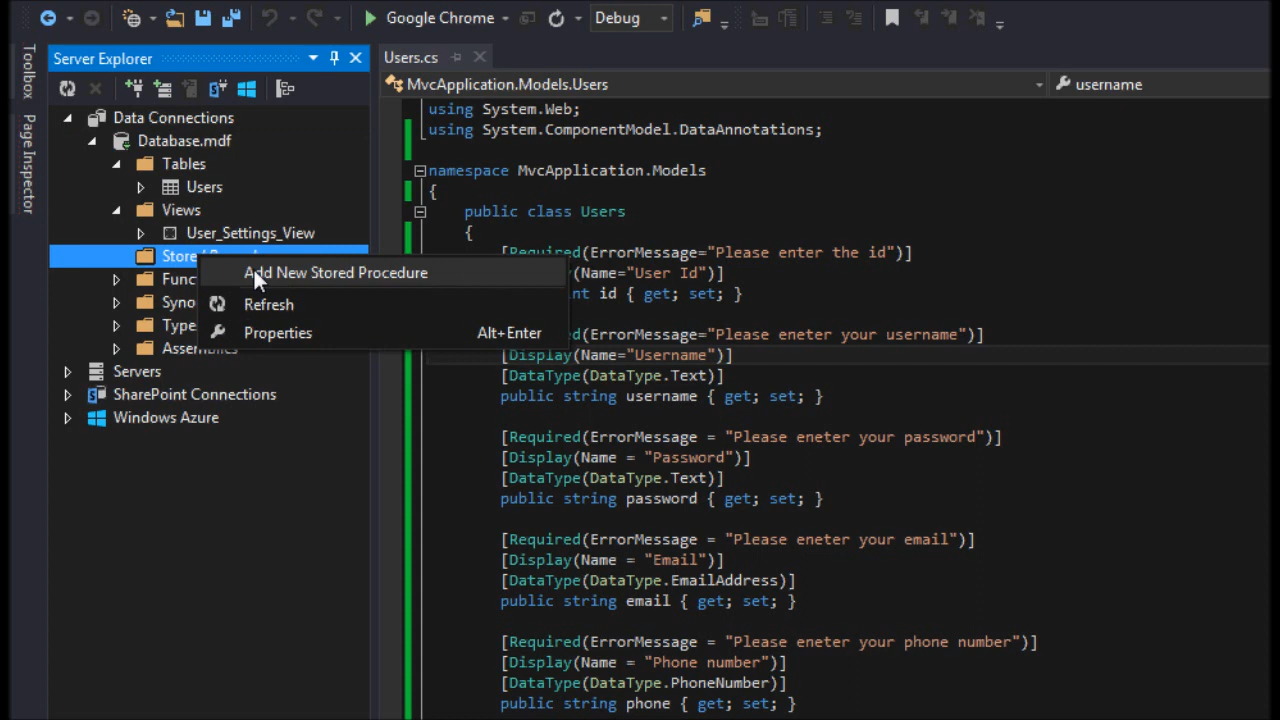 Google Chrome
Debug
Toolbox
Page Inspector
Server Explorer
Data Connections
Database.mdf
Tables
Users
Views
User_Settings_View
Servers
SharePoint Connections
Windows Azure
Add New Stored Procedure
Refresh
Properties Alt+Enter
Users.cs
MvcApplication.Models.Users
username
using System.Web;
using System.ComponentModel.DataAnnotations;
namespace MvcApplication.Models
{
public class Users
{
[Required(ErrorMessage="Please enter the id")]
(Name="User Id")]
int id { get; set; }
(ErrorMessage="Please eneter your username")]
[Display(Name="Username")]
[DataType(DataType.Text)]
public string username { get; set; }
[Required(ErrorMessage = "Please eneter your password")]
[Display(Name = "Password")]
[DataType(DataType.Text)]
public string password { get; set; }
[Required(ErrorMessage = "Please eneter your email")]
[Display(Name = "Email")]
[DataType(DataType.EmailAddress)]
public string email { get; set; }
[Required(ErrorMessage = "Please eneter your phone number")]
[Display(Name = "Phone number")]
[DataType(DataType.PhoneNumber)]
public string phone { get; set; }